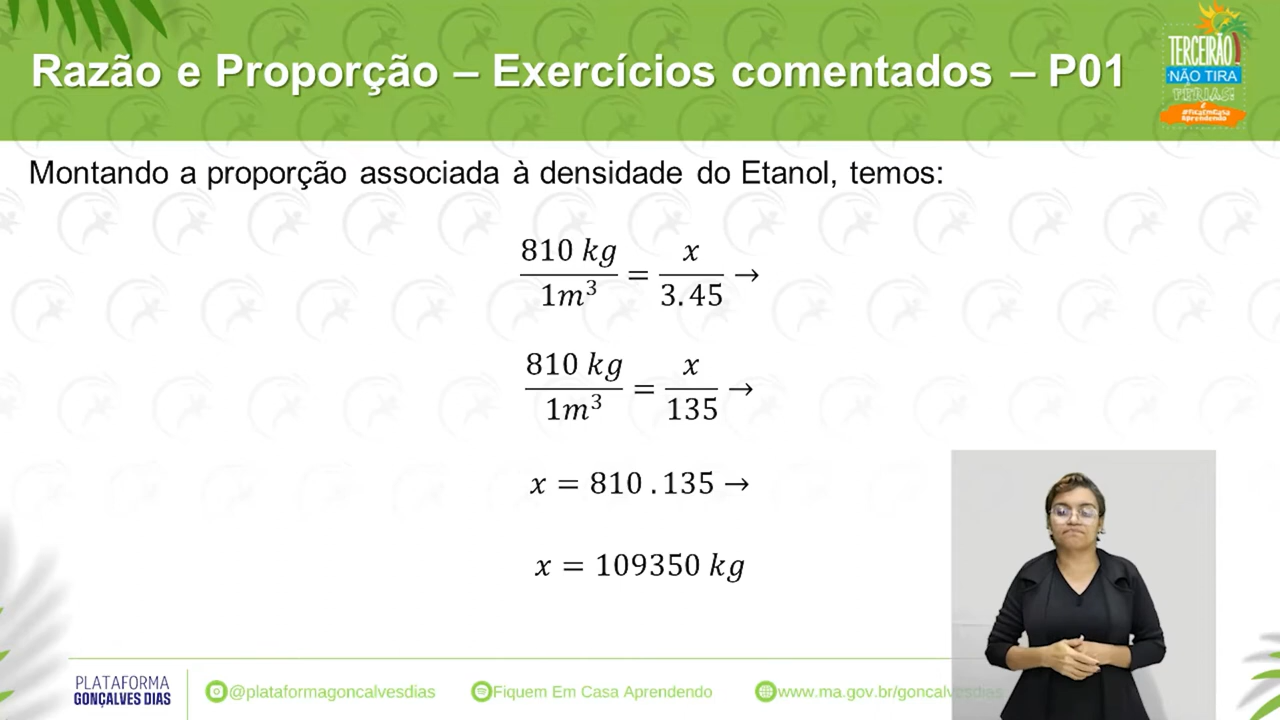 Razão e Proporção – Exercícios comentados – P01
TERCEIRÃO!
NÃO TIRA
FÉRIAS!
É
#FicaEmCasa
Aprendendo
Montando a proporção associada à densidade do Etanol, temos:
810 kg / 1m³ = x / 3.45 →
810 kg / 1m³ = x / 135 →
x = 810 . 135 →
x = 109350 kg
PLATAFORMA
GONÇALVES DIAS
@plataformagoncalvesdias
Fiquem Em Casa Aprendendo
www.ma.gov.br/goncalvesdias